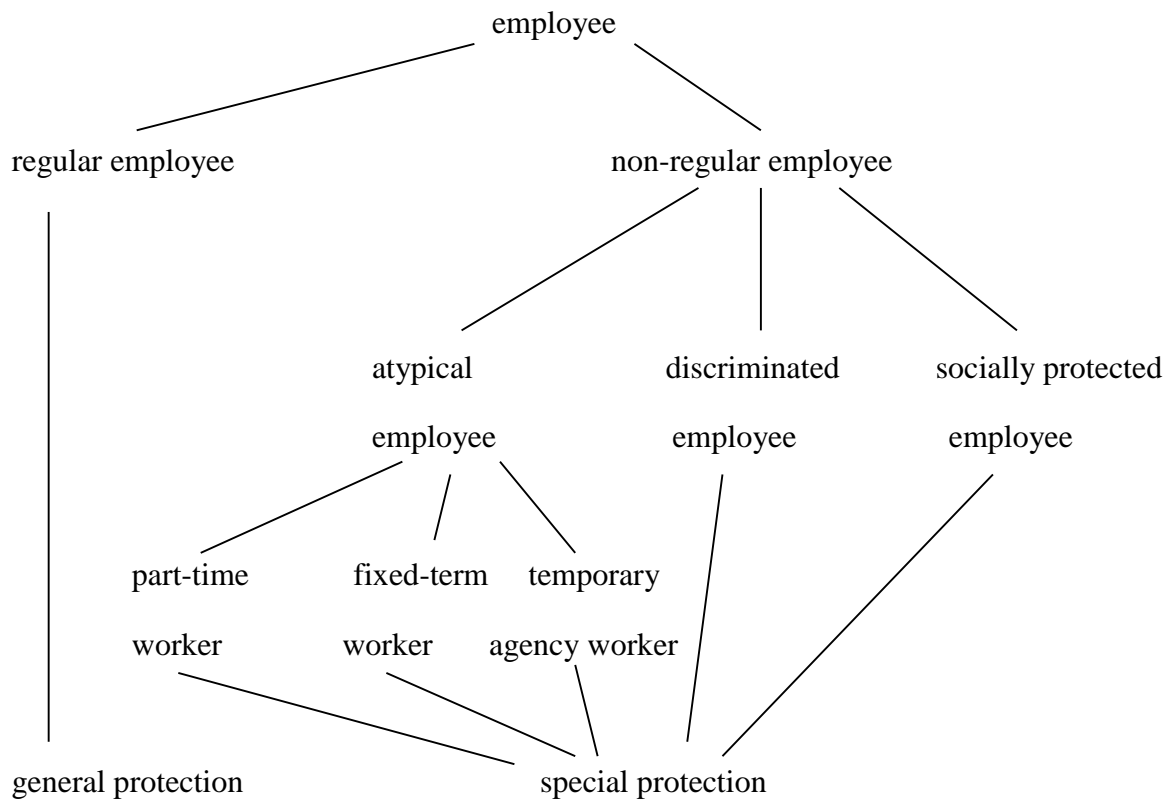 employee
regular employee
non-regular employee
atypical
employee
discriminated
employee
socially protected
employee
part-time
worker
fixed-term
worker
temporary
agency worker
general protection
special protection